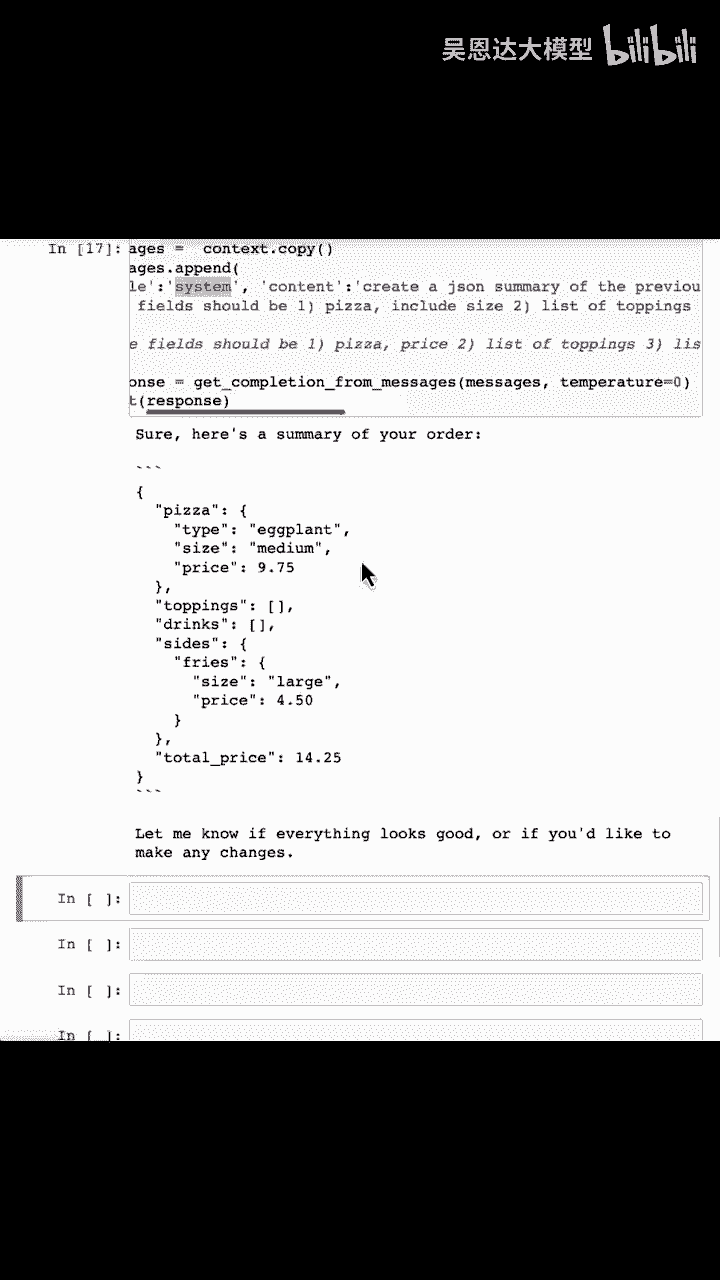 吴恩达大模型 bilibili
In [17]: ages =  context.copy()
ages.append(
le':'system', 'content':'create a json summary of the previou
fields should be 1) pizza, include size 2) list of toppings
e fields should be 1) pizza, price 2) list of toppings 3) lis
onse = get_completion_from_messages(messages, temperature=0)
t(response)
Sure, here's a summary of your order:
```
{
  "pizza": {
    "type": "eggplant",
    "size": "medium",
    "price": 9.75
  },
  "toppings": [],
  "drinks": [],
  "sides": {
    "fries": {
      "size": "large",
      "price": 4.50
    }
  },
  "total_price": 14.25
}
```
Let me know if everything looks good, or if you'd like to
make any changes.
In [ ]:
In [ ]:
In [ ]:
In [ ]: